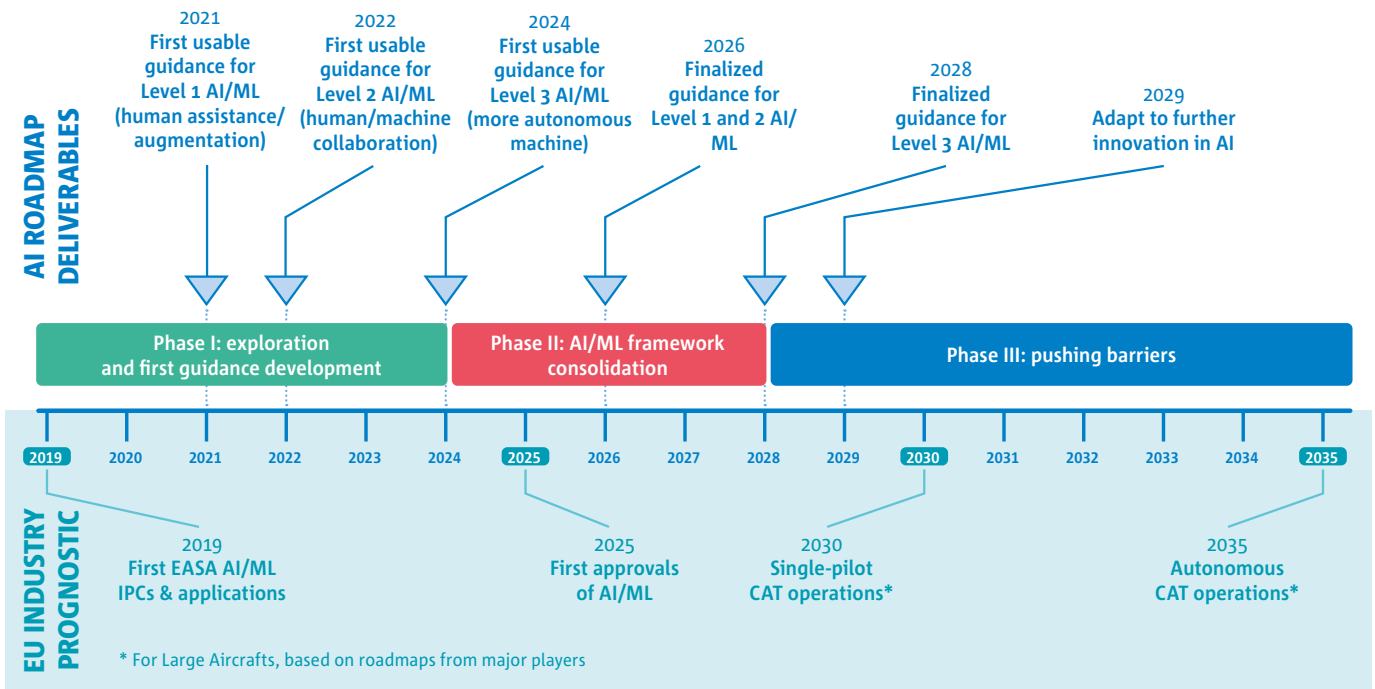 AI ROADMAP
DELIVERABLES
2021
First usable
guidance for
Level 1 AI/ML
(human assistance/
augmentation)
2022
First usable
guidance for
Level 2 AI/ML
(human/machine
collaboration)
2024
First usable
guidance for
Level 3 AI/ML
(more autonomous
machine)
2026
Finalized
guidance for
Level 1 and 2 AI/
ML
2028
Finalized
guidance for
Level 3 AI/ML
2029
Adapt to further
innovation in AI
Phase I: exploration
and first guidance development
Phase II: AI/ML framework
consolidation
Phase III: pushing barriers
2019 2020 2021 2022 2023 2024 2025 2026 2027 2028 2029 2030 2031 2032 2033 2034 2035
EU INDUSTRY
PROGNOSTIC
2019
First EASA AI/ML
IPCs & applications
2025
First approvals
of AI/ML
2030
Single-pilot
CAT operations*
2035
Autonomous
CAT operations*
* For Large Aircrafts, based on roadmaps from major players